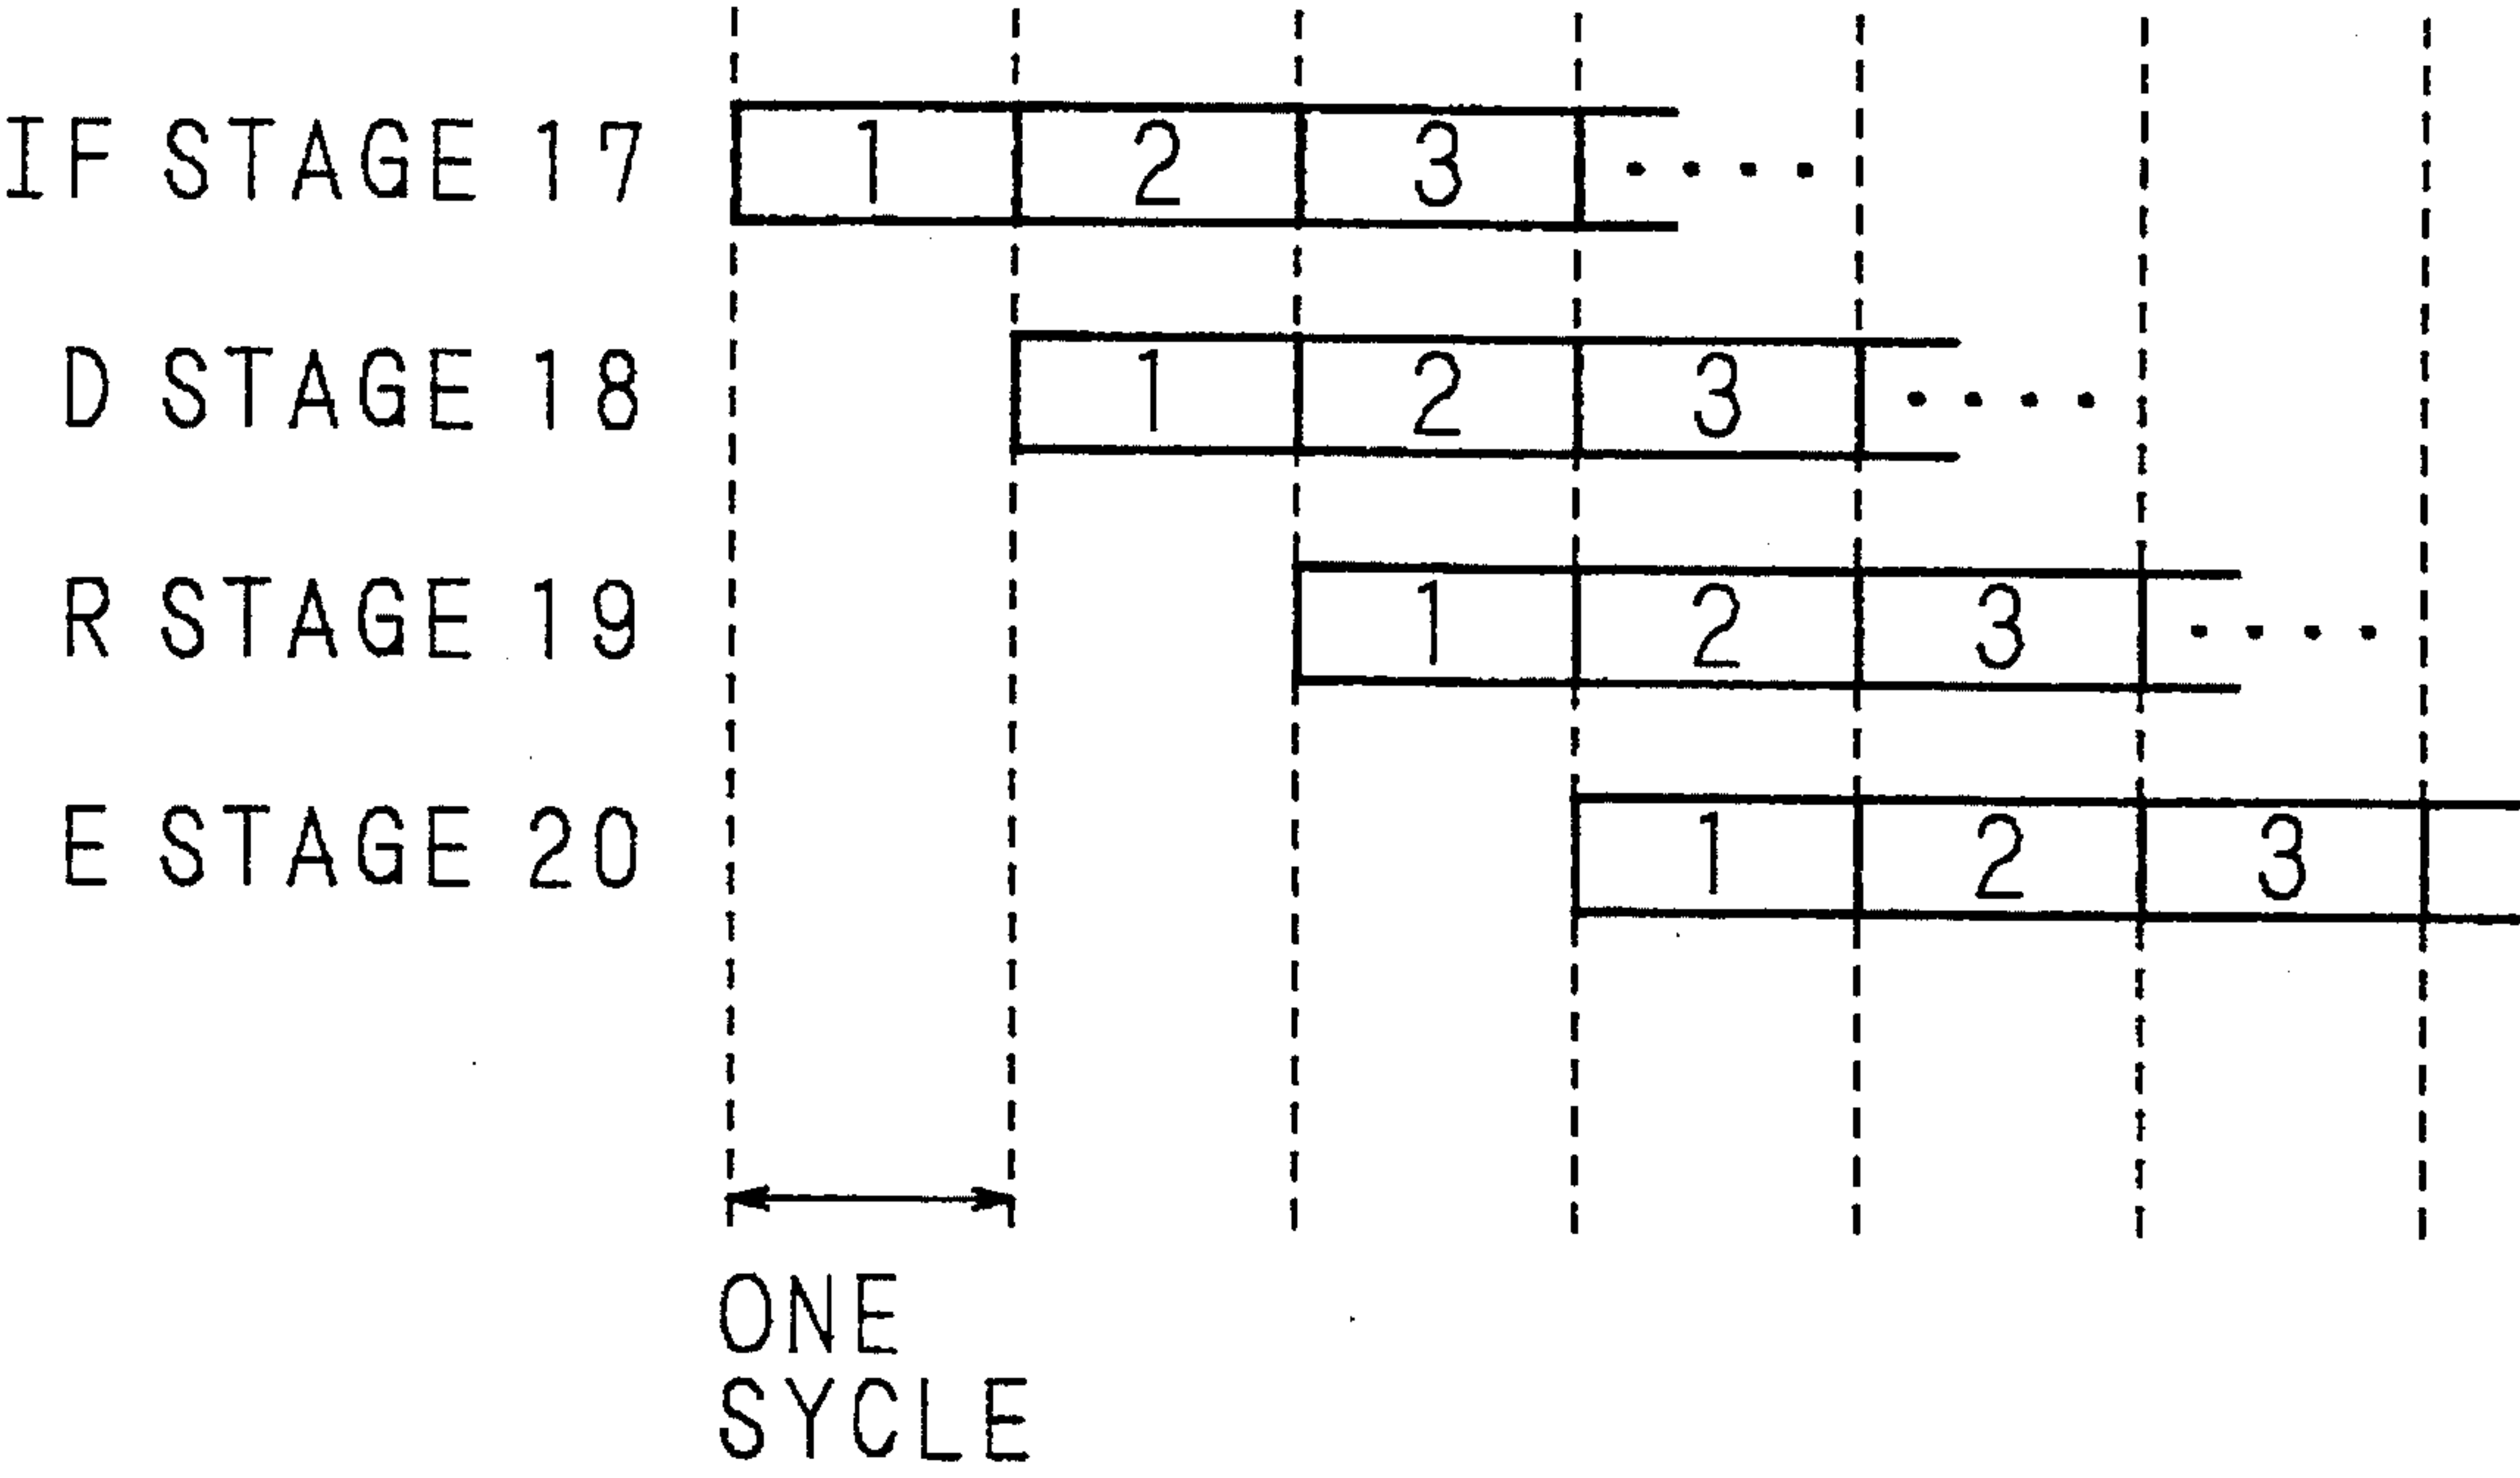 IF STAGE 17 1 2 3 ....
D STAGE 18 1 2 3 ....
R STAGE 19 1 2 3 ....
E STAGE 20 1 2 3
ONE
SYCLE